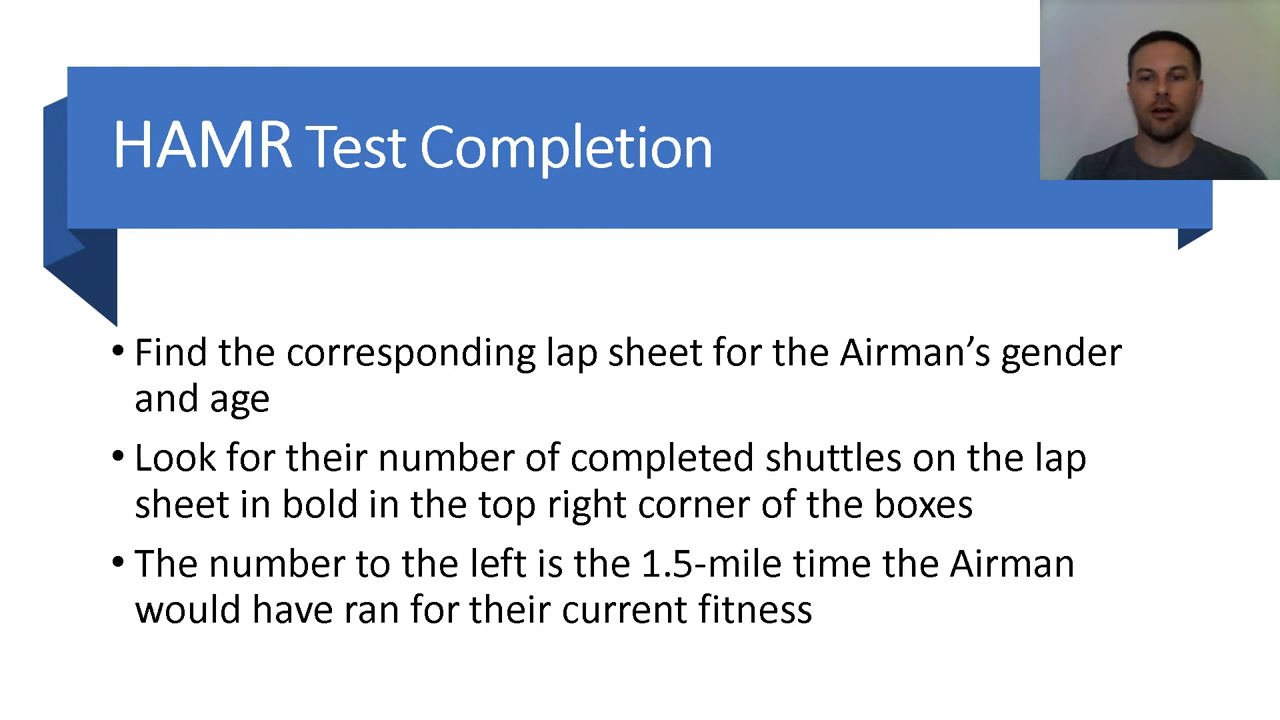 HAMR Test Completion
• Find the corresponding lap sheet for the Airman’s gender
and age
• Look for their number of completed shuttles on the lap
sheet in bold in the top right corner of the boxes
• The number to the left is the 1.5-mile time the Airman
would have ran for their current fitness